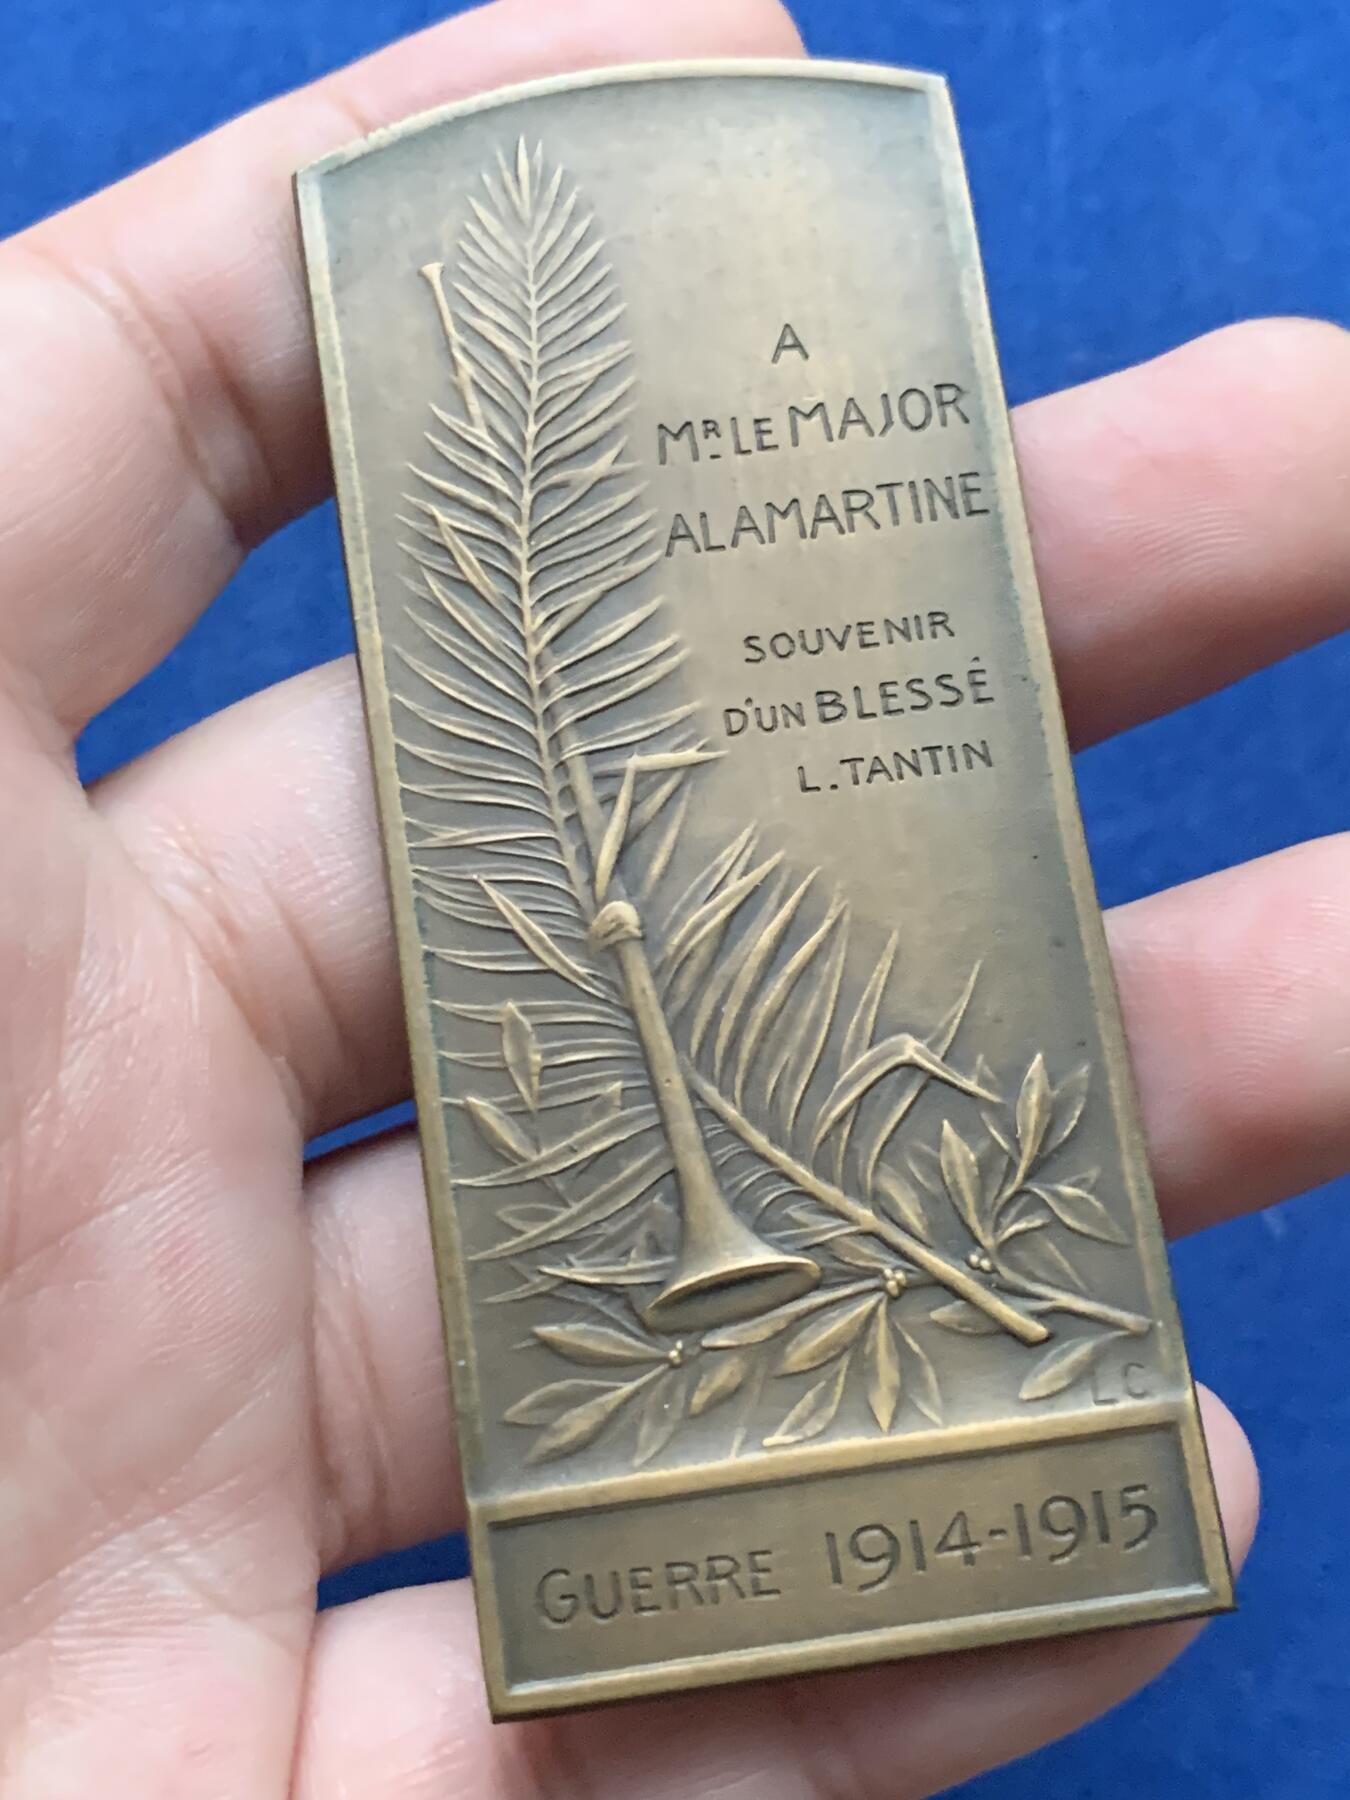 A
MR LE MAJOR
ALAMARTINE
SOUVENIR
D'UN BLESSÉ
L. TANTIN
LC
GUERRE 1914-1915